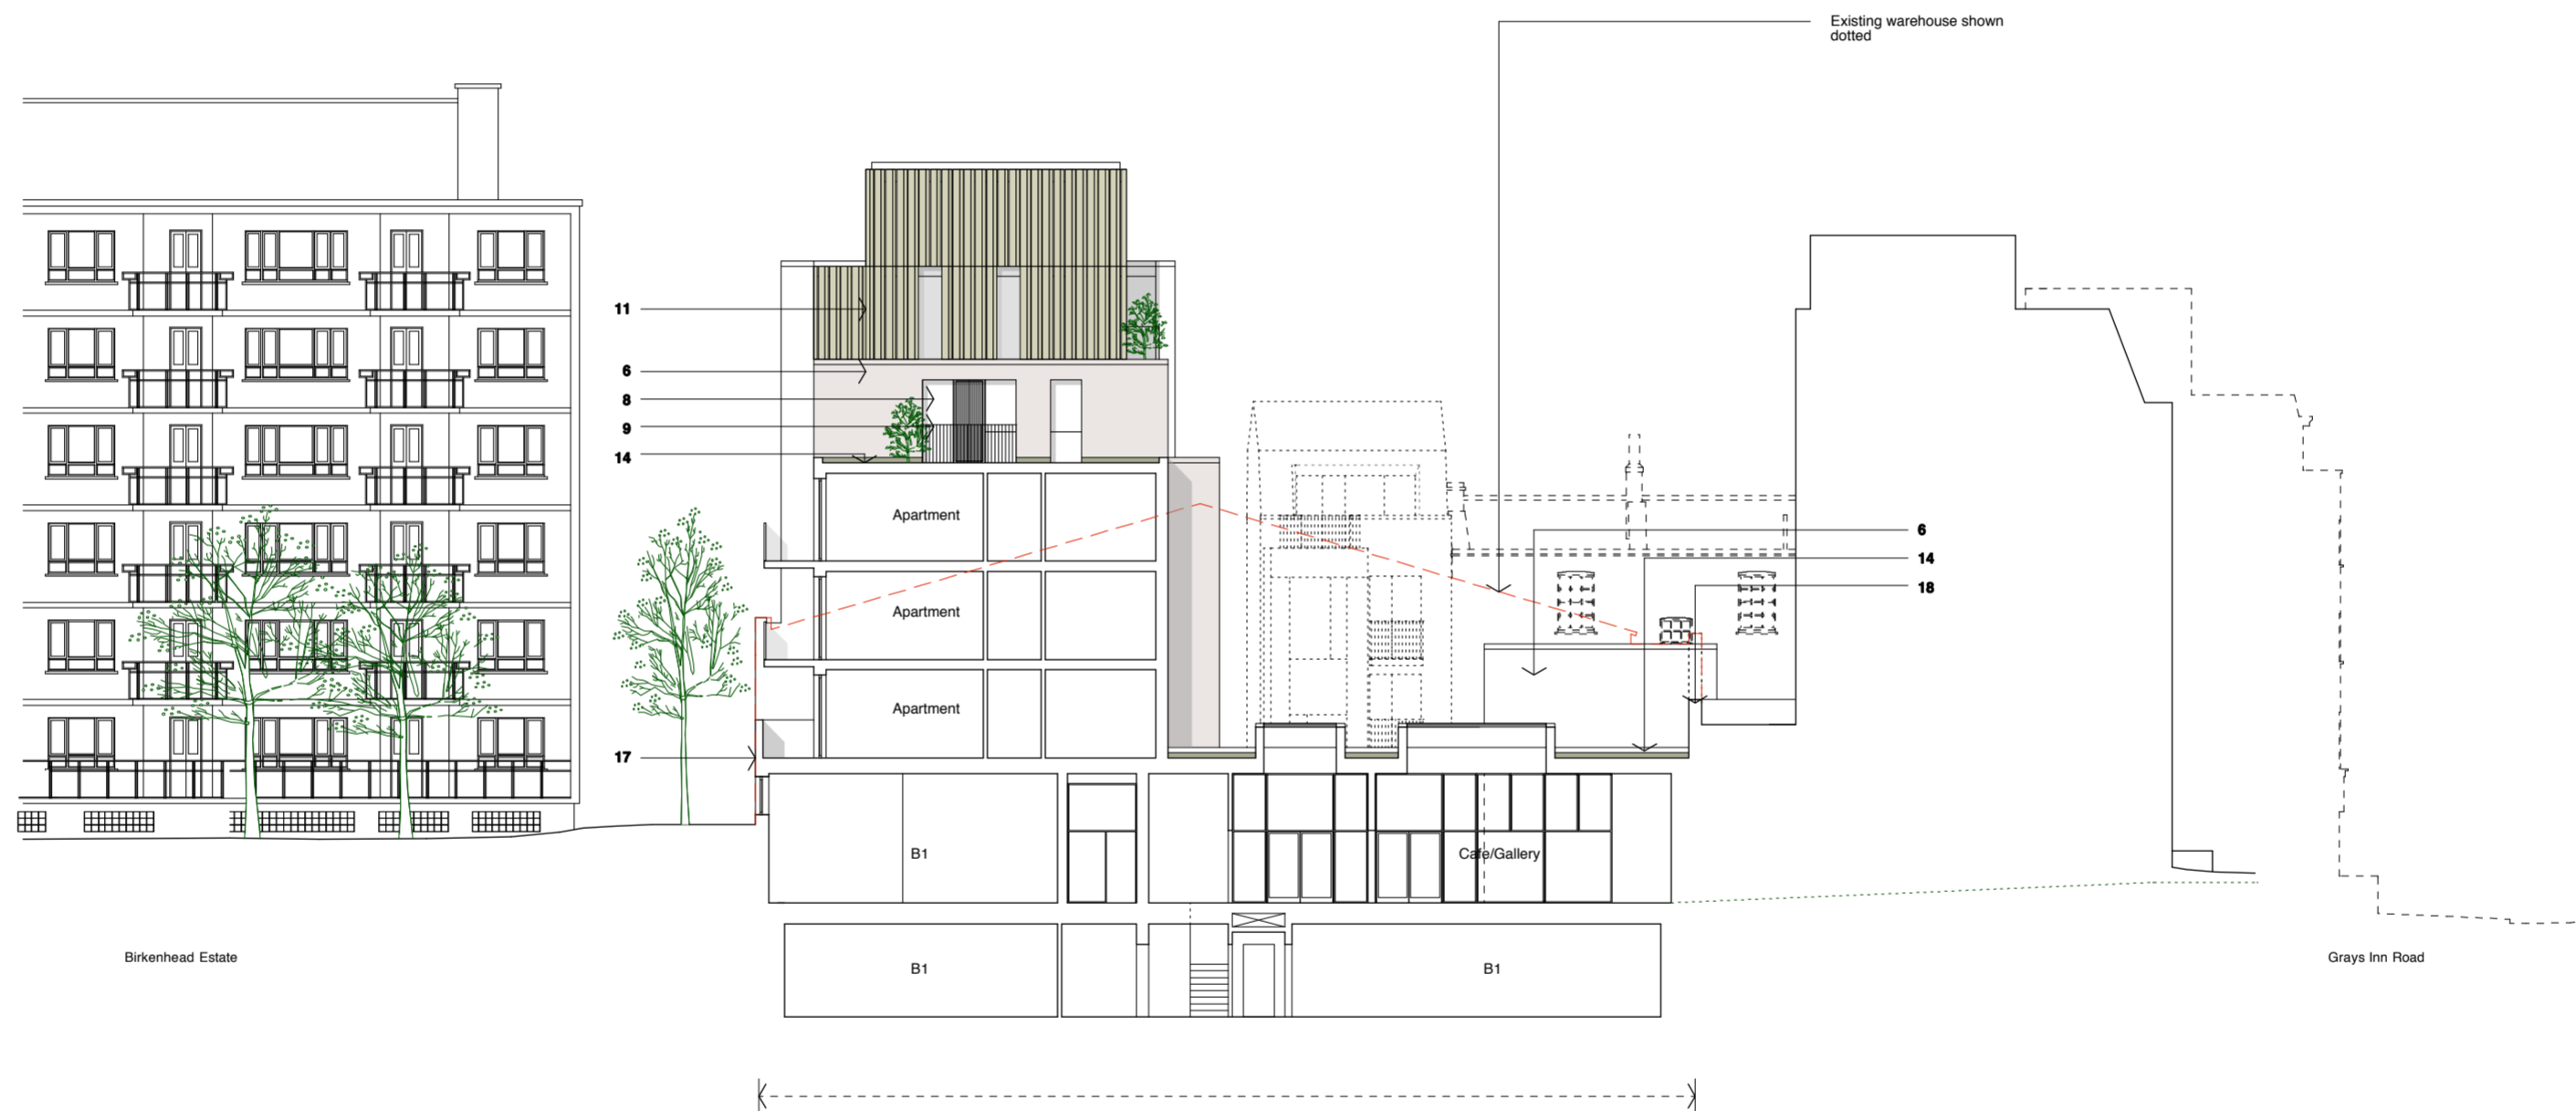 Existing warehouse shown
dotted
11
6
8
9
14
Apartment
6
14
Apartment
18
Apartment
17
B1
Cafe/Gallery
Birkenhead Estate
Grays Inn Road
B1
B1